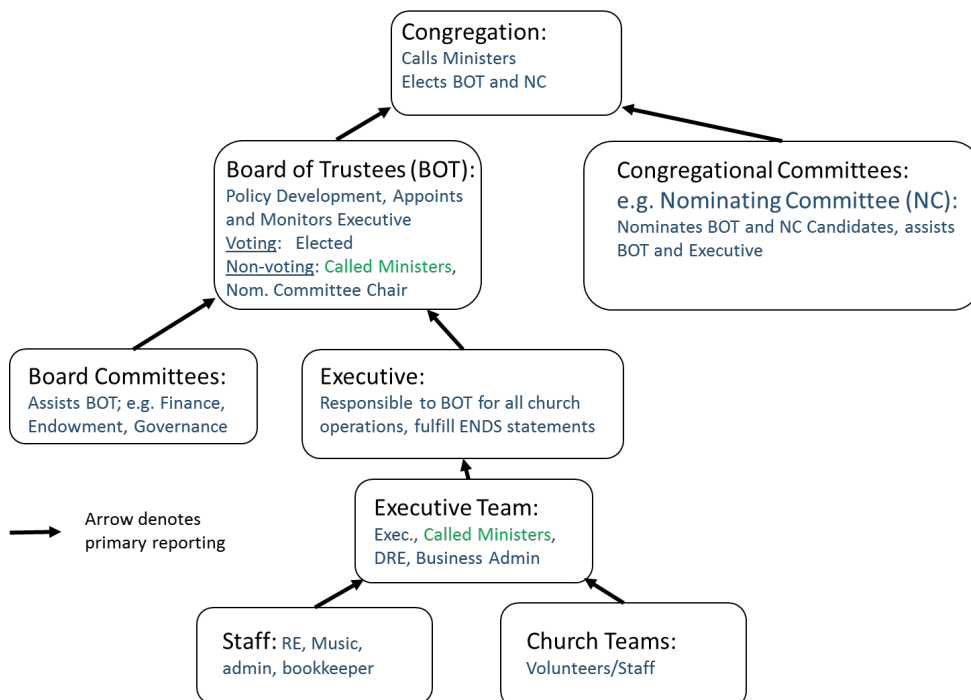 Congregation:
Calls Ministers
Elects BOT and NC
Board of Trustees (BOT):
Policy Development, Appoints
and Monitors Executive
Voting: Elected
Non-voting: Called Ministers,
Nom. Committee Chair
Congregational Committees:
e.g. Nominating Committee (NC):
Nominates BOT and NC Candidates, assists
BOT and Executive
Board Committees:
Assists BOT; e.g. Finance,
Endowment, Governance
Executive:
Responsible to BOT for all church
operations, fulfill ENDS statements
Executive Team:
Exec., Called Ministers,
DRE, Business Admin
Arrow denotes
primary reporting
Staff: RE, Music,
admin, bookkeeper
Church Teams:
Volunteers/Staff